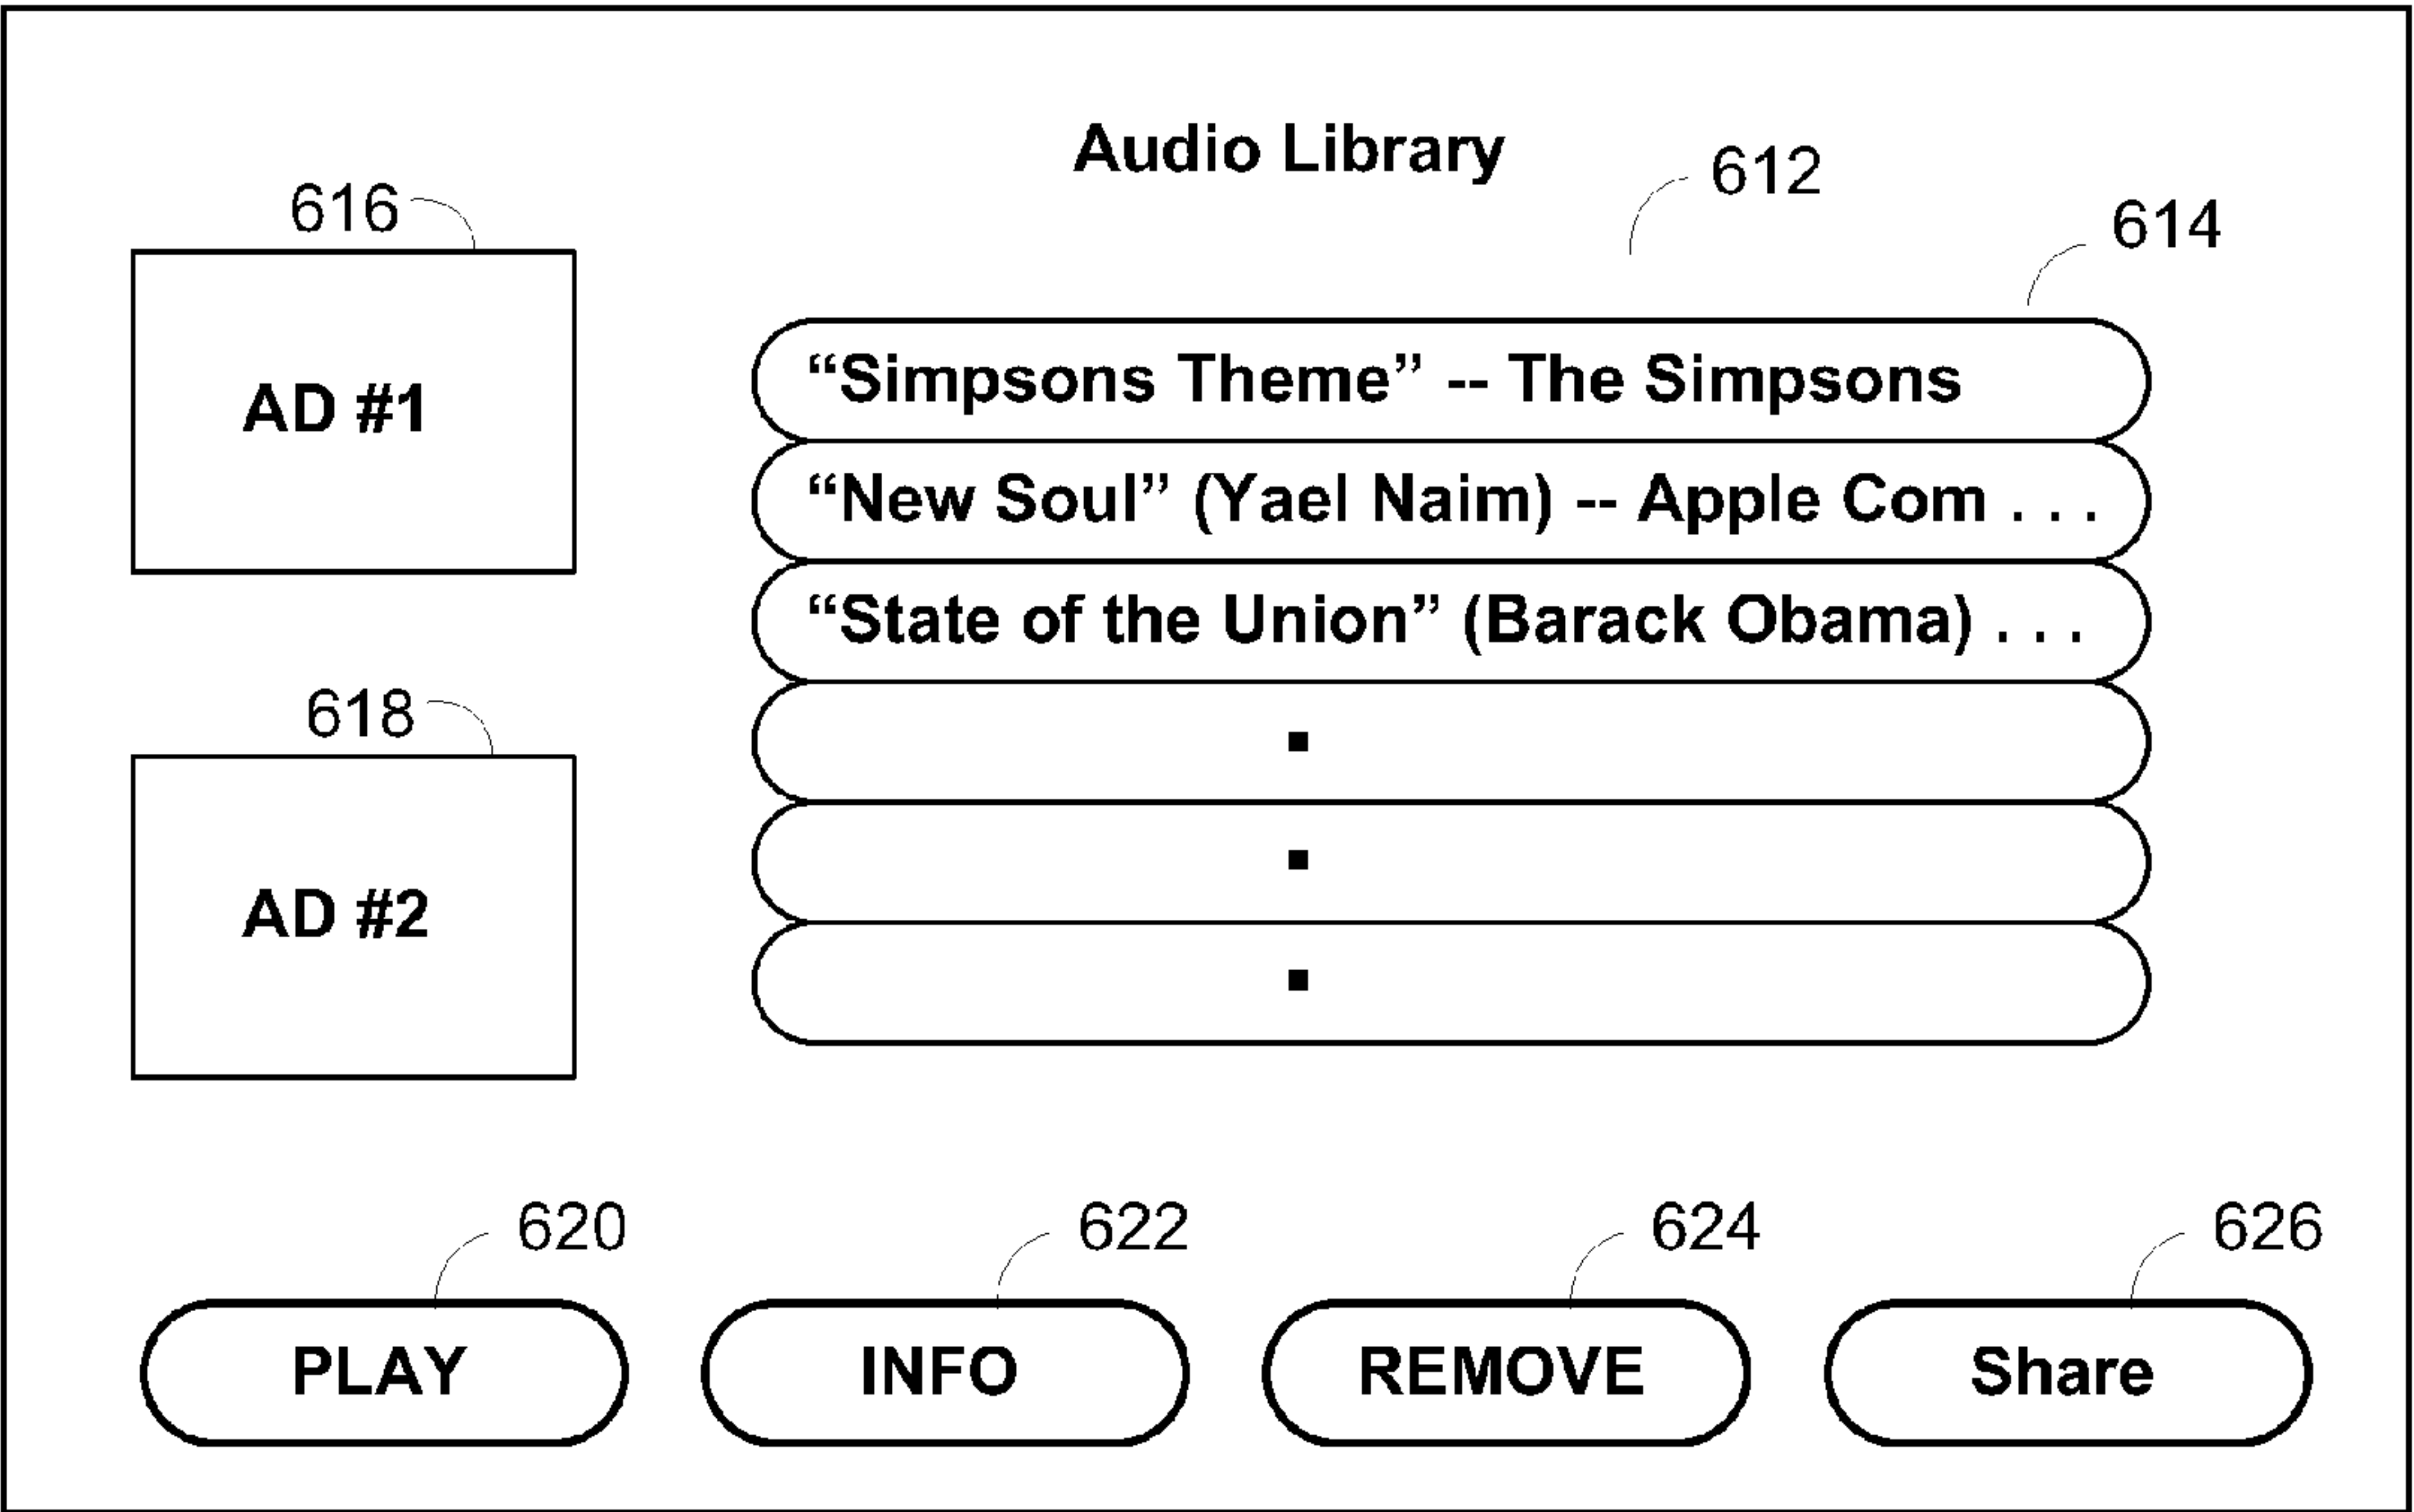 Audio Library
612
614
616
AD #1
“Simpsons Theme” -- The Simpsons
“New Soul” (Yael Naim) -- Apple Com . . .
“State of the Union” (Barack Obama) . . .
618
AD #2
620
622
624
626
PLAY
INFO
REMOVE
Share